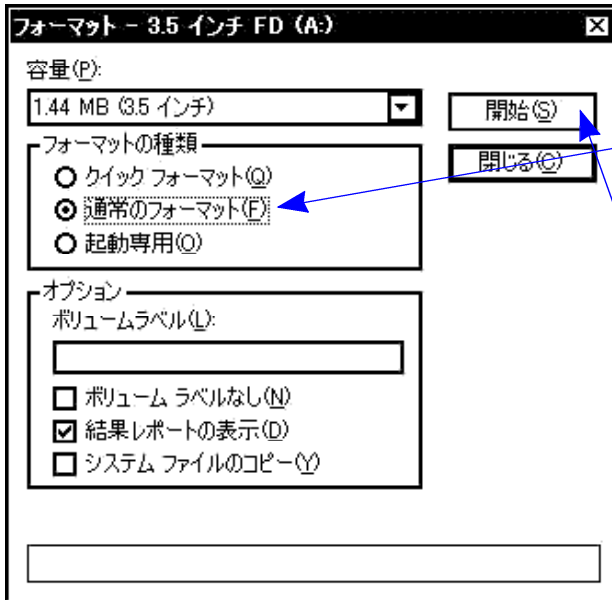 フォーマット - 3.5 インチ FD (A:)
容量(P):
1.44 MB (3.5 インチ)
開始(S)
フォーマットの種類
閉じる(C)
クイック フォーマット(Q)
通常のフォーマット(F)
起動専用(O)
オプション
ボリュームラベル(L):
ボリューム ラベルなし(N)
結果レポートの表示(D)
システム ファイルのコピー(Y)